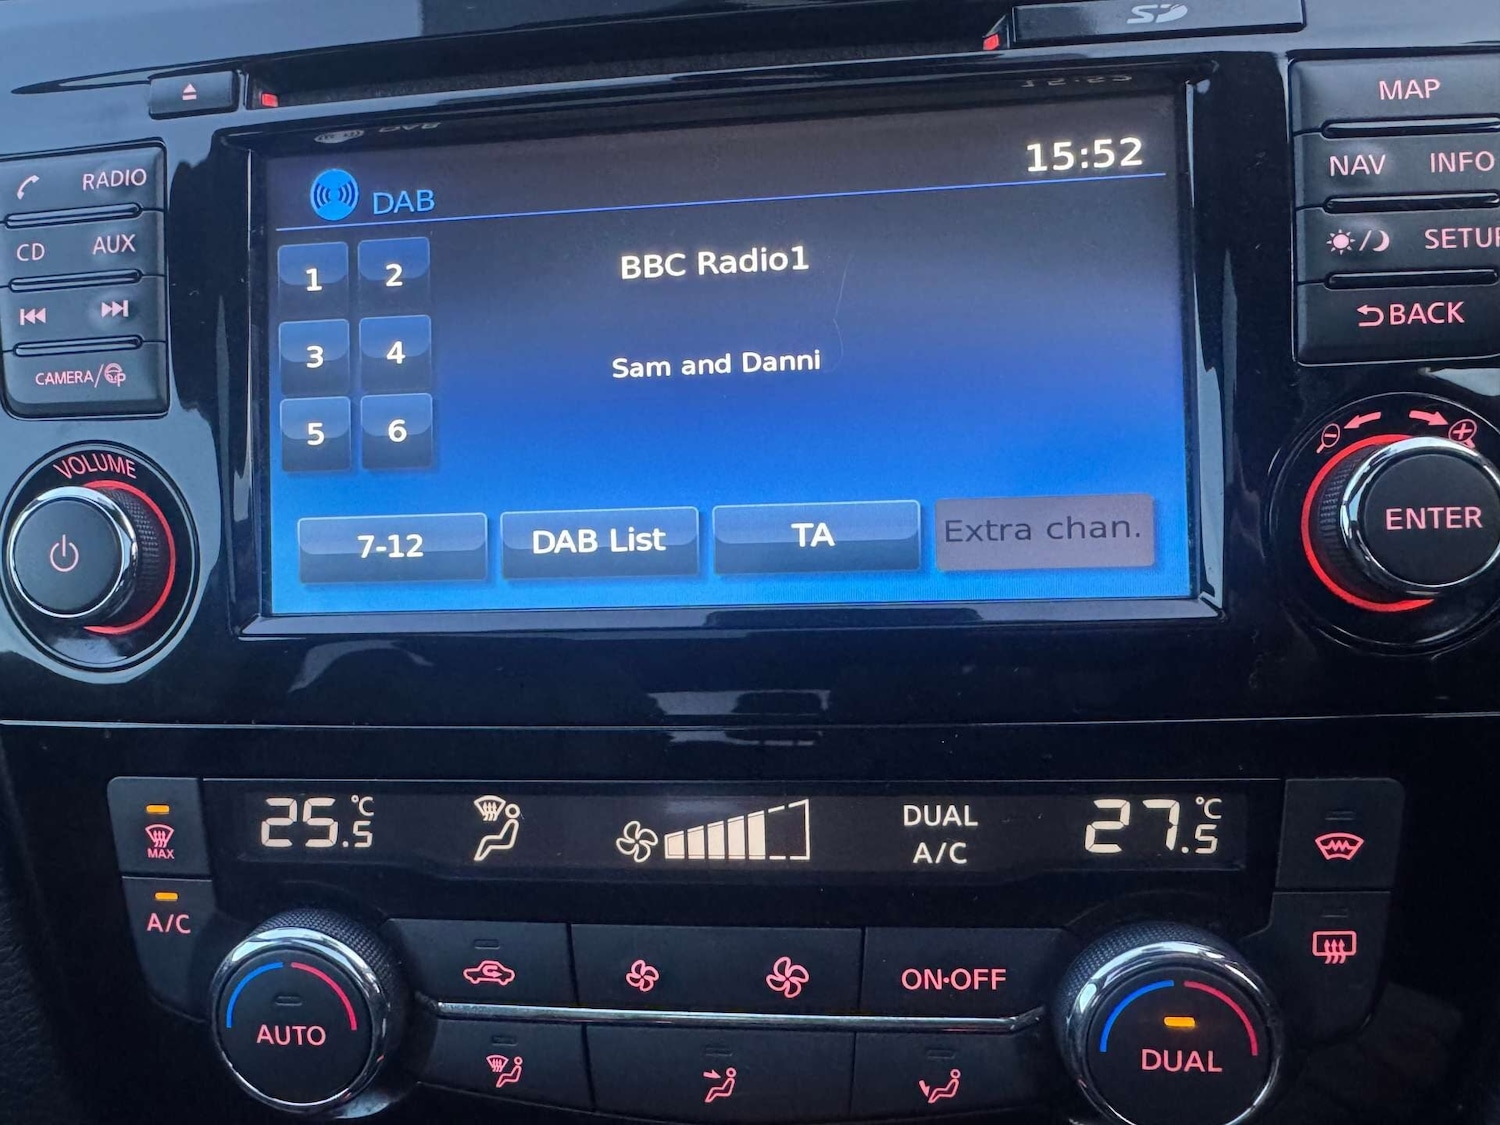 SD
MAP
RADIO
NAV
INFO
CD
AUX
SETUP
BACK
CAMERA/
VOLUME
ENTER
DAB
15:52
BBC Radio1
Sam and Danni
1
2
3
4
5
6
7-12
DAB List
TA
Extra chan.
25.5°C
DUAL
A/C
27.5°C
MAX
A/C
AUTO
ON·OFF
DUAL